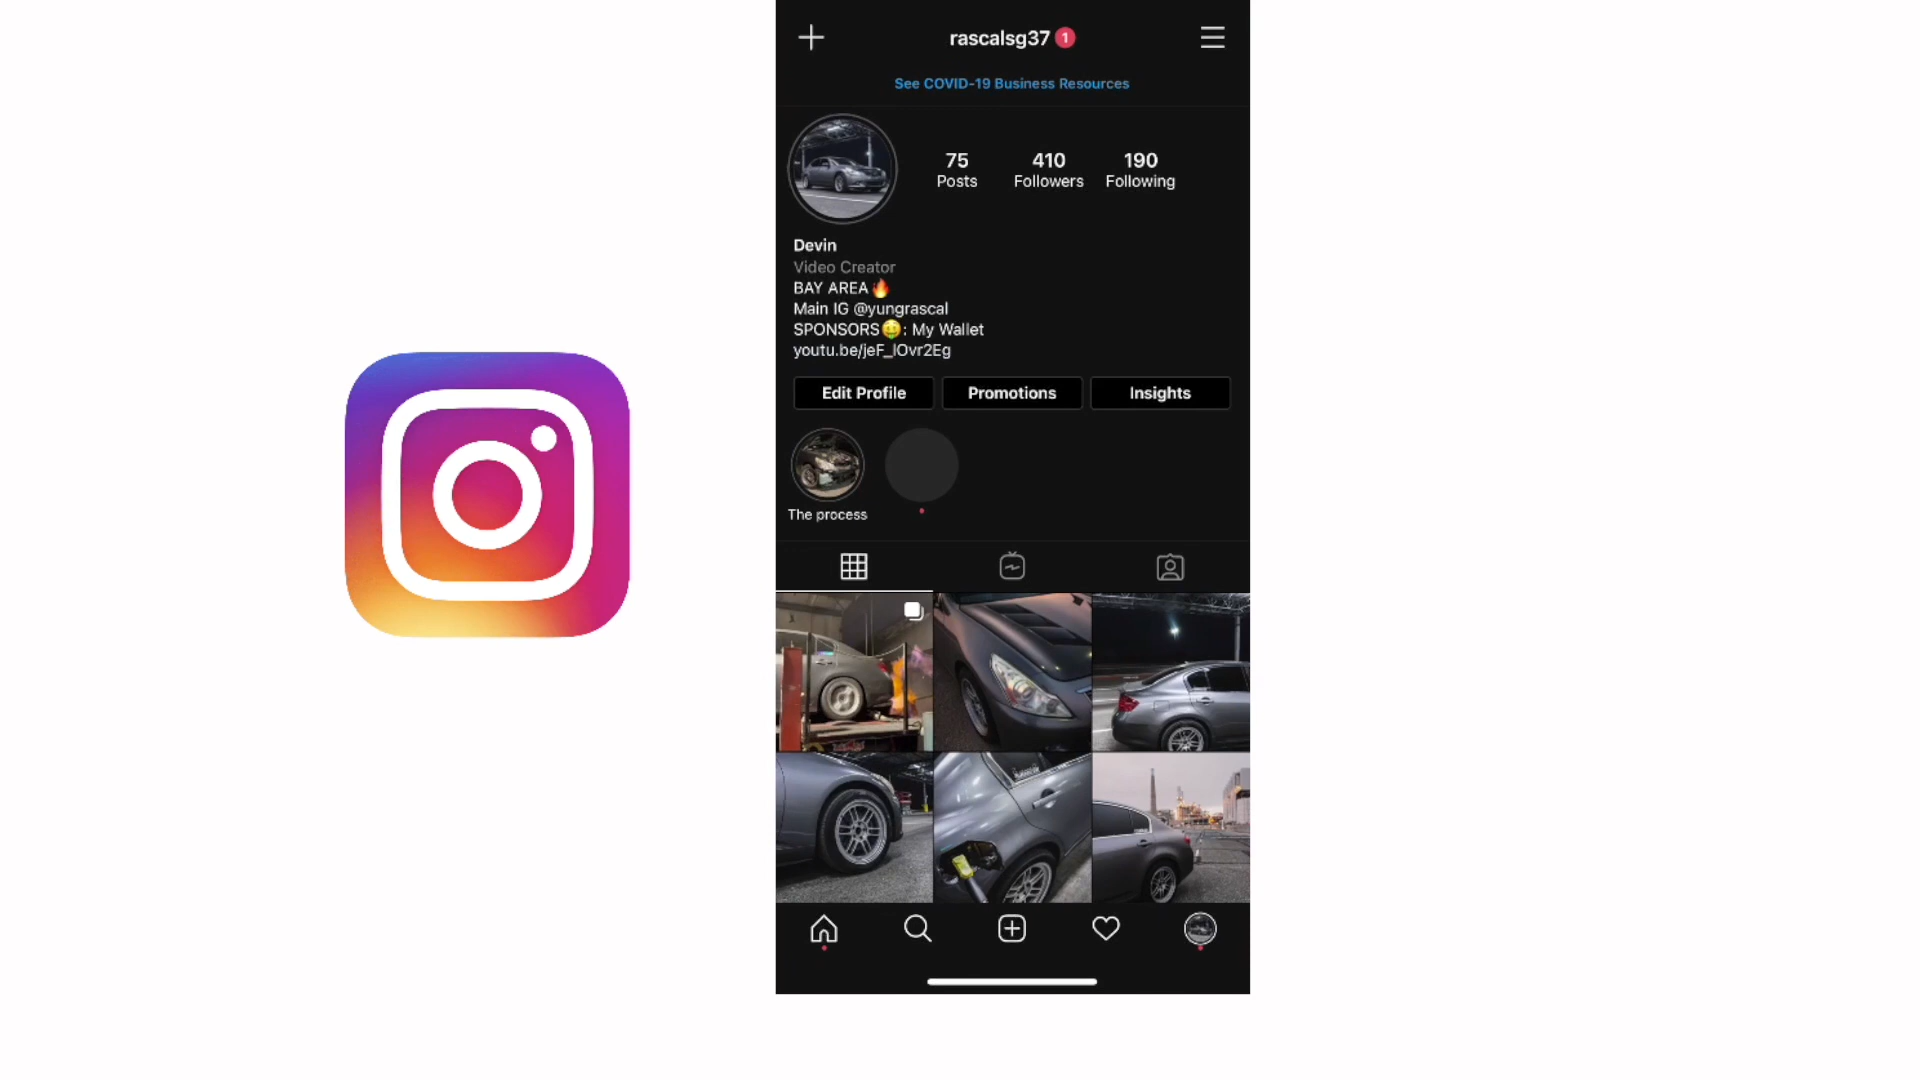 rascalsg37 1
See COVID-19 Business Resources
75 410 190
Posts Followers Following
Devin
Video Creator
BAY AREA🔥
Main IG @yungrascal
SPONSORS🤑: My Wallet
youtu.be/jeF_lOvr2Eg
Edit Profile Promotions Insights
The process